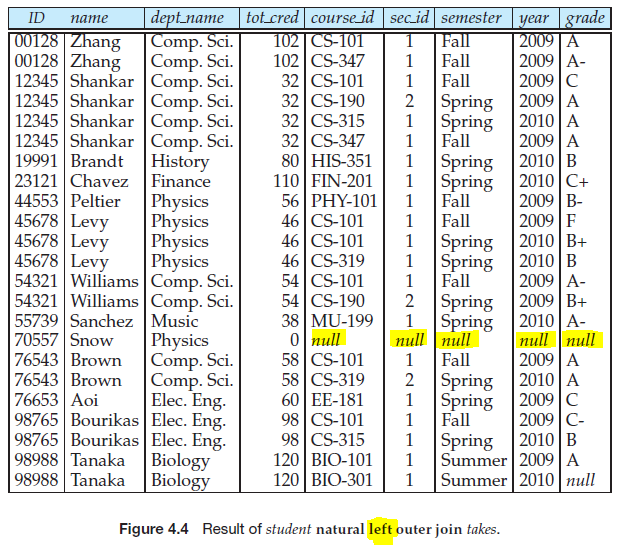 ID name dept_name tot_cred course_id sec_id semester year grade
00128 Zhang Comp. Sci. 102 CS-101 1 Fall 2009 A
00128 Zhang Comp. Sci. 102 CS-347 1 Fall 2009 A-
12345 Shankar Comp. Sci. 32 CS-101 1 Fall 2009 C
12345 Shankar Comp. Sci. 32 CS-190 2 Spring 2009 A
12345 Shankar Comp. Sci. 32 CS-315 1 Spring 2010 A
12345 Shankar Comp. Sci. 32 CS-347 1 Fall 2009 A
19991 Brandt History 80 HIS-351 1 Spring 2010 B
23121 Chavez Finance 110 FIN-201 1 Spring 2010 C+
44553 Peltier Physics 56 PHY-101 1 Fall 2009 B-
45678 Levy Physics 46 CS-101 1 Fall 2009 F
45678 Levy Physics 46 CS-101 1 Spring 2010 B+
45678 Levy Physics 46 CS-319 1 Spring 2010 B
54321 Williams Comp. Sci. 54 CS-101 1 Fall 2009 A-
54321 Williams Comp. Sci. 54 CS-190 2 Spring 2009 B+
55739 Sanchez Music 38 MU-199 1 Spring 2010 A-
70557 Snow Physics 0 null null null null null
76543 Brown Comp. Sci. 58 CS-101 1 Fall 2009 A
76543 Brown Comp. Sci. 58 CS-319 2 Spring 2010 A
76653 Aoi Elec. Eng. 60 EE-181 1 Spring 2009 C
98765 Bourikas Elec. Eng. 98 CS-101 1 Fall 2009 C-
98765 Bourikas Elec. Eng. 98 CS-315 1 Spring 2010 B
98988 Tanaka Biology 120 BIO-101 1 Summer 2009 A
98988 Tanaka Biology 120 BIO-301 1 Summer 2010 null
Figure 4.4 Result of student natural left outer join takes.